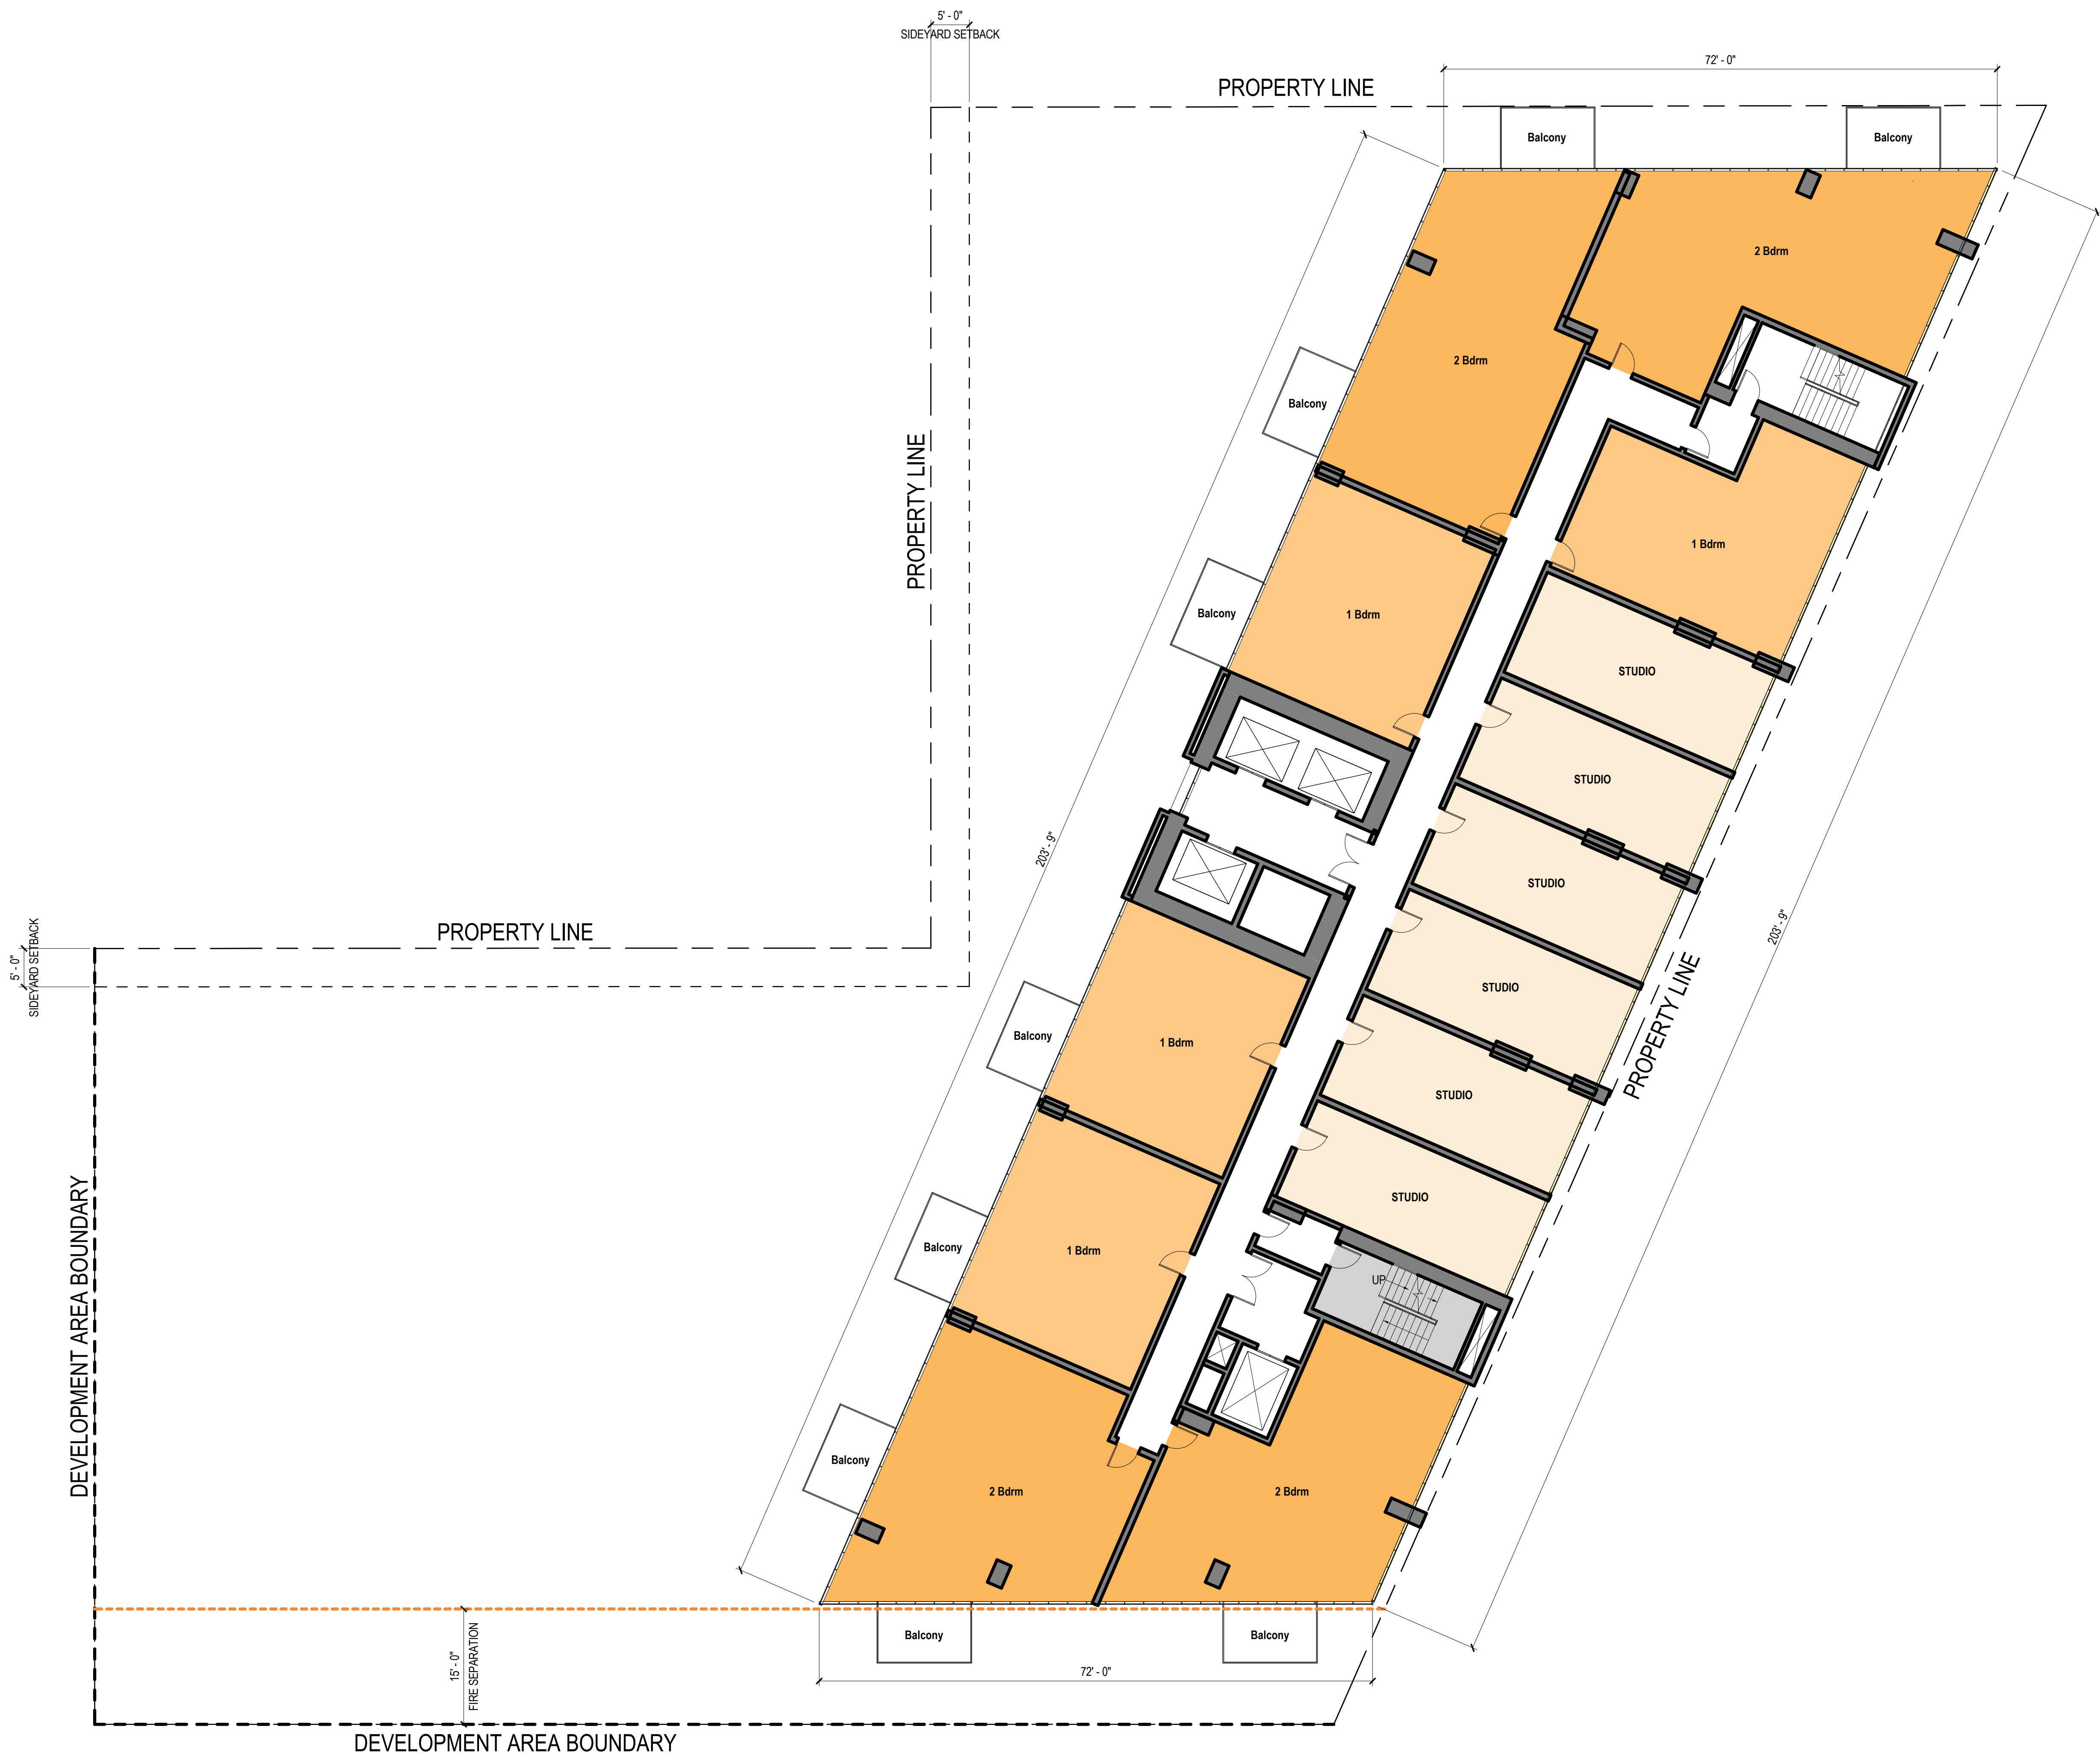 5' - 0"
SIDEYARD SETBACK
72' - 0"
PROPERTY LINE
Balcony
Balcony
2 Bdrm
2 Bdrm
Balcony
PROPERTY LINE
1 Bdrm
Balcony
1 Bdrm
STUDIO
STUDIO
203' - 9"
STUDIO
203' - 9"
PROPERTY LINE
5' - 0"
SIDEYARD SETBACK
STUDIO
Balcony
1 Bdrm
PROPERTY LINE
STUDIO
STUDIO
Balcony
1 Bdrm
UP
DEVELOPMENT AREA BOUNDARY
Balcony
2 Bdrm
2 Bdrm
Balcony
Balcony
15' - 0"
FIRE SEPARATION
72' - 0"
DEVELOPMENT AREA BOUNDARY